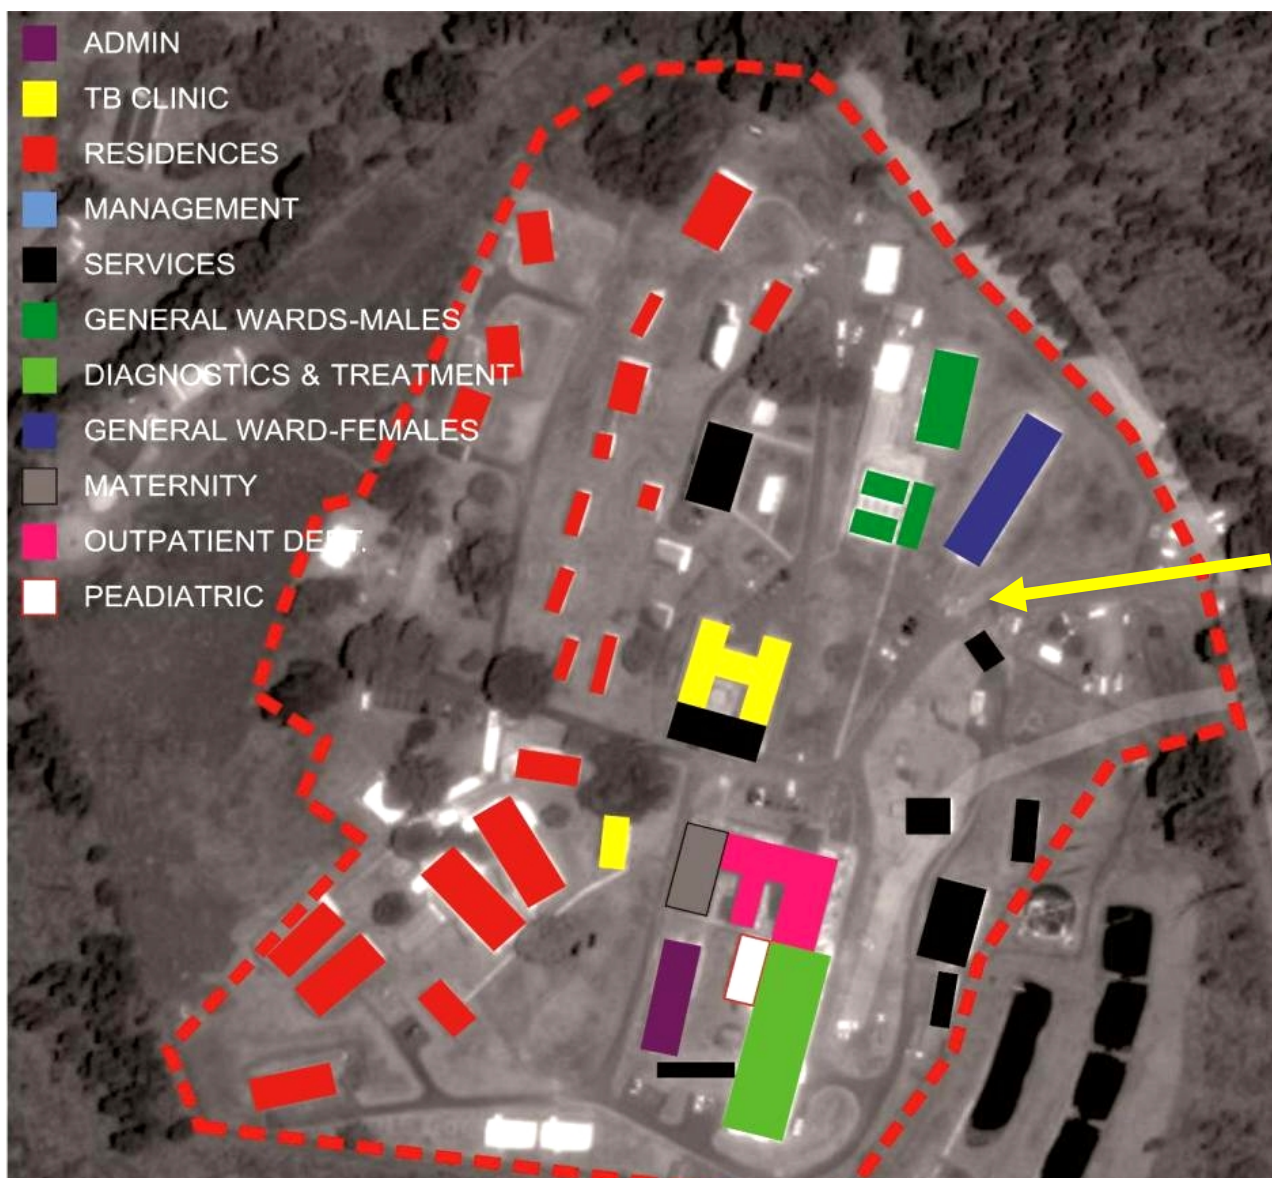 ADMIN
TB CLINIC
RESIDENCES
MANAGEMENT
SERVICES
GENERAL WARDS-MALES
DIAGNOSTICS & TREATMENT
GENERAL WARD-FEMALES
MATERNITY
OUTPATIENT DEPT.
PEADIATRIC